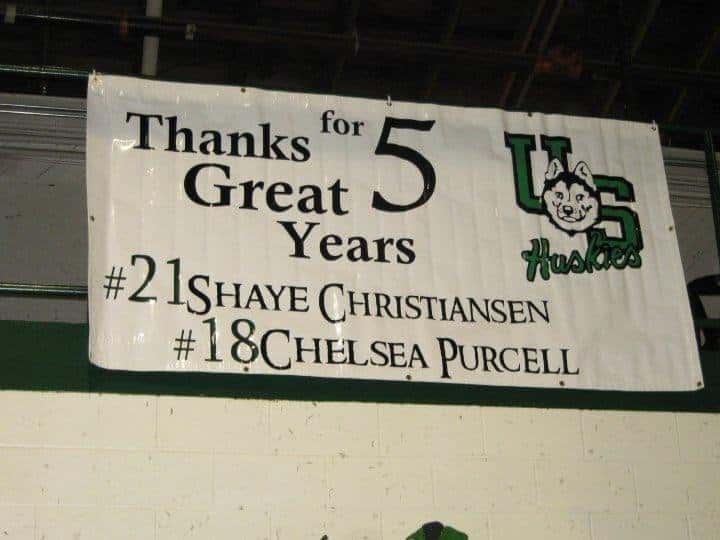 Thanks for 5
Great
Years
#21 SHAYE CHRISTIANSEN
#18 CHELSEA PURCELL
US
Huskies